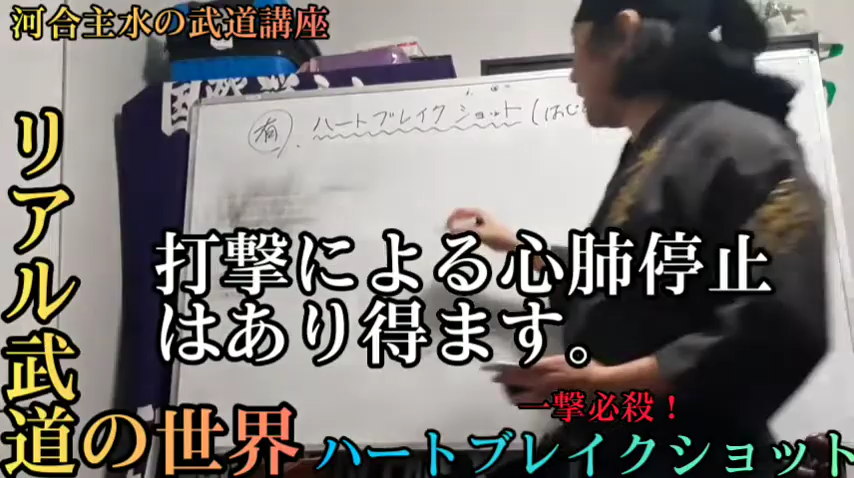 河合主水の武道講座
有
ハートブレイクショット(はじ
打撃による心肺停止
はあり得ます。
リアル武道の世界
一撃必殺！
ハートブレイクショット